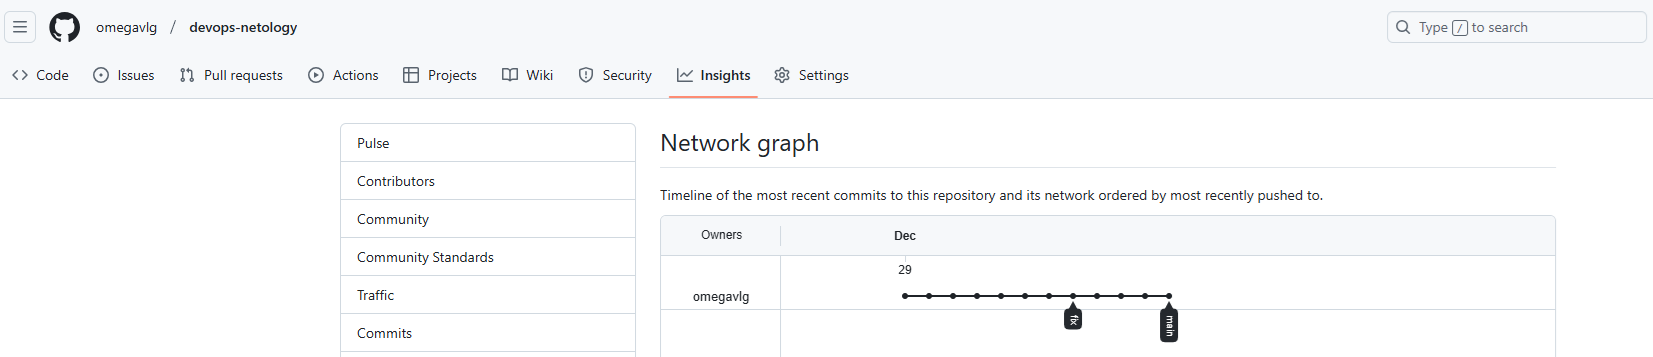 omegavlg / devops-netology
Type / to search
Code Issues Pull requests Actions Projects Wiki Security Insights Settings
Pulse
Contributors
Community
Community Standards
Traffic
Commits
Network graph
Timeline of the most recent commits to this repository and its network ordered by most recently pushed to.
Owners Dec
29
omegavlg
fix
main